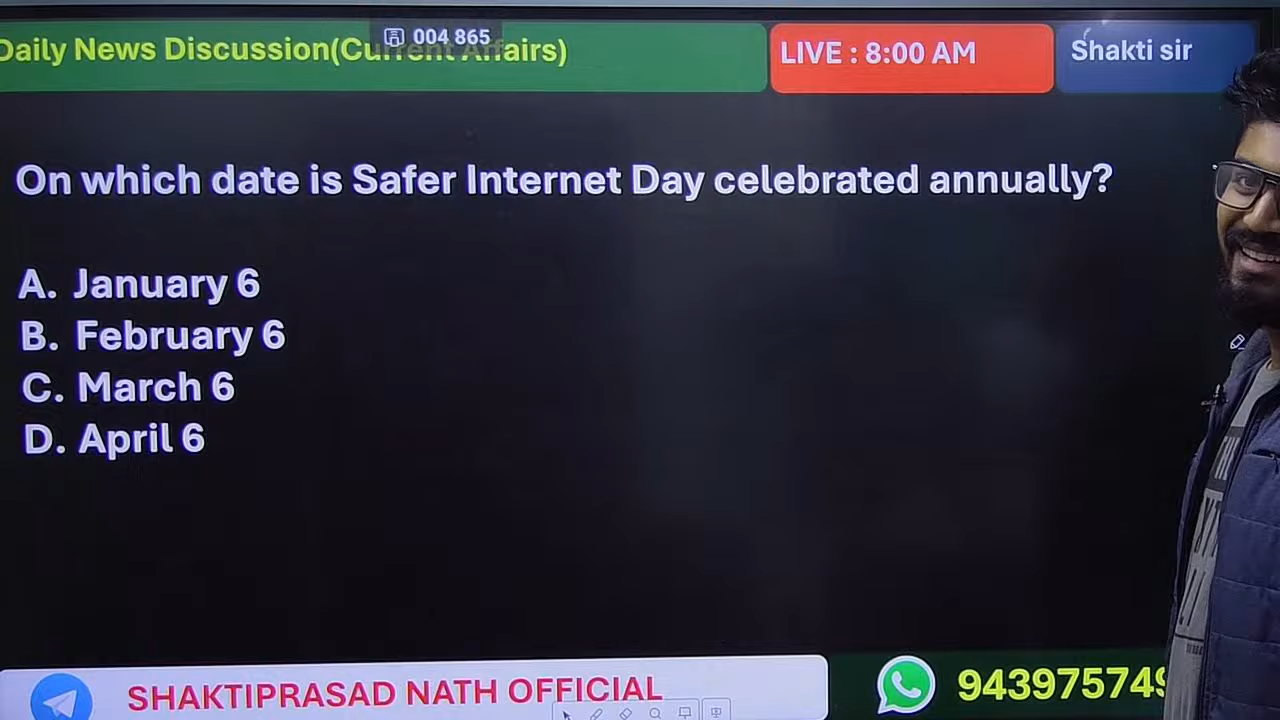 Daily News Discussion(Current Affairs)
004 865
LIVE : 8:00 AM
Shakti sir
On which date is Safer Internet Day celebrated annually?
A. January 6
B. February 6
C. March 6
D. April 6
SHAKTIPRASAD NATH OFFICIAL
943975749